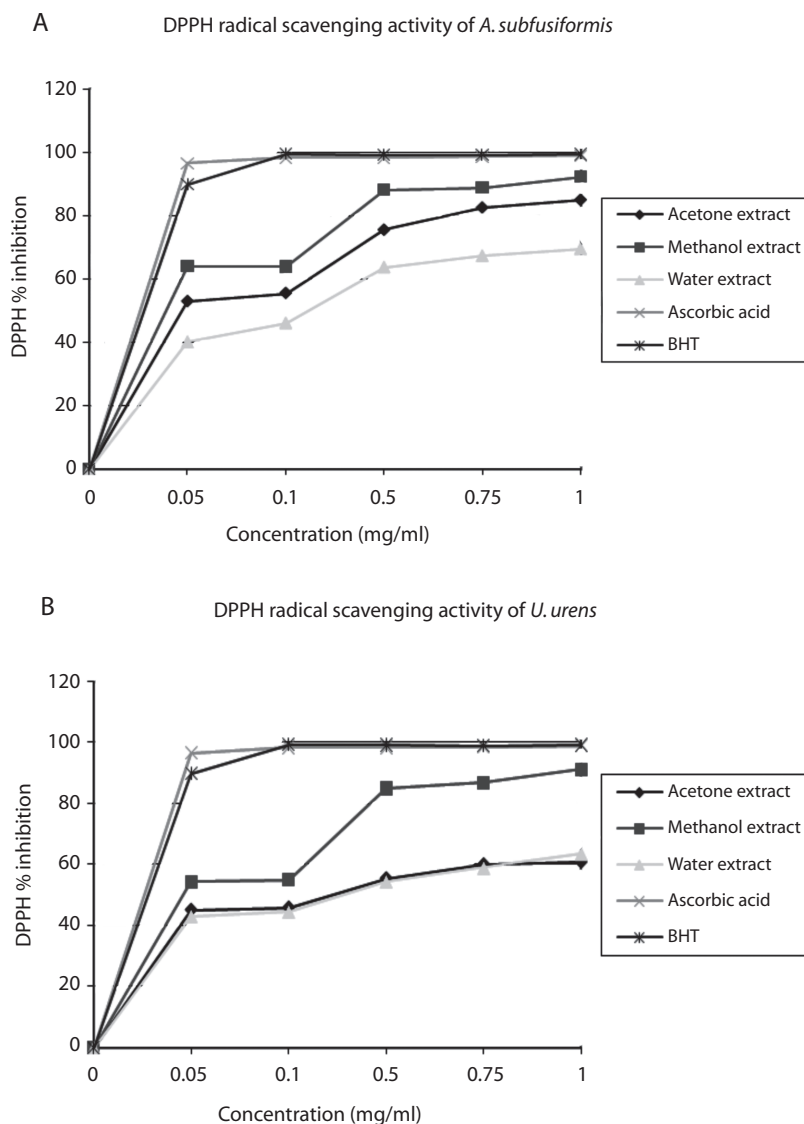 A
DPPH radical scavenging activity of A. subfusiformis
120
100
80
60
40
20
0
DPPH % inhibition
0 0.05 0.1 0.5 0.75 1
Concentration (mg/ml)
Acetone extract
Methanol extract
Water extract
Ascorbic acid
BHT
B
DPPH radical scavenging activity of U. urens
120
100
80
60
40
20
0
DPPH % inhibition
0 0.05 0.1 0.5 0.75 1
Concentration (mg/ml)
Acetone extract
Methanol extract
Water extract
Ascorbic acid
BHT